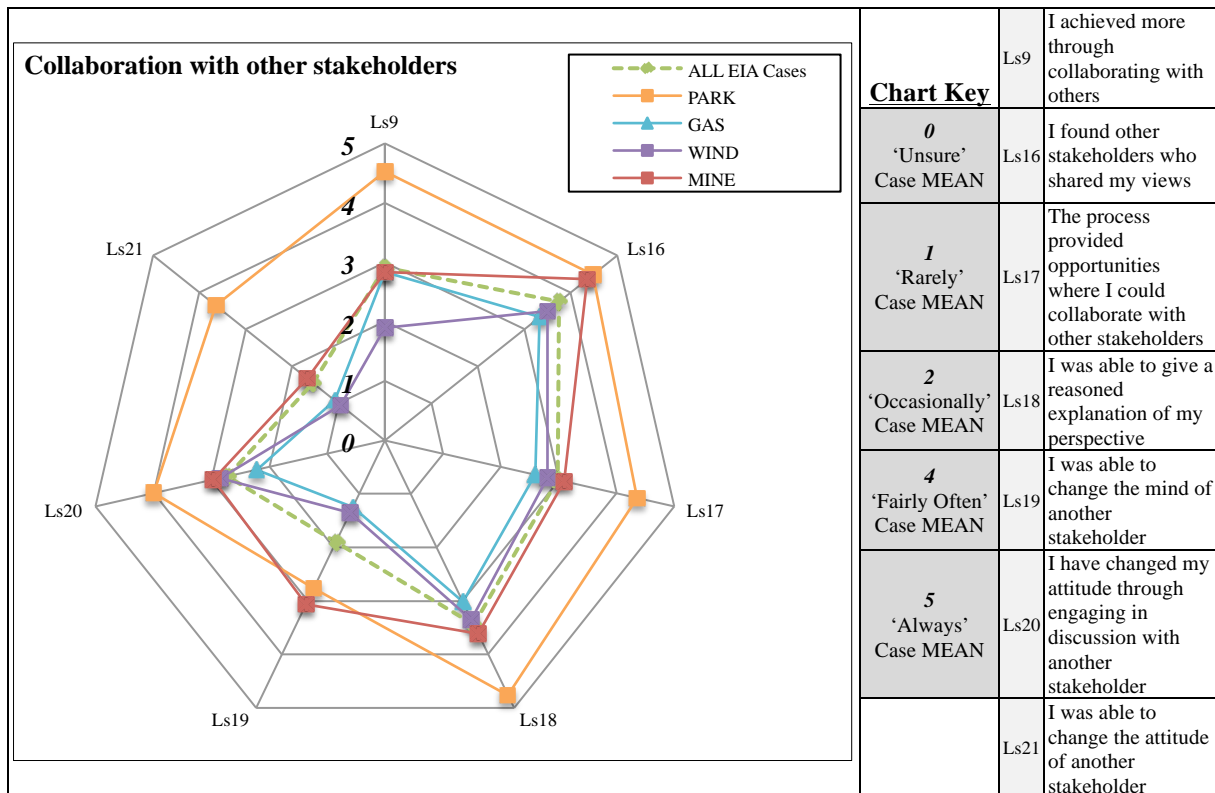 Collaboration with other stakeholders
ALL EIA Cases
PARK
GAS
WIND
MINE
Ls9
Ls16
Ls17
Ls18
Ls19
Ls20
Ls21
5
4
3
2
1
0
Chart Key
0
‘Unsure’
Case MEAN
1
‘Rarely’
Case MEAN
2
‘Occasionally’
Case MEAN
4
‘Fairly Often’
Case MEAN
5
‘Always’
Case MEAN
Ls9
I achieved more
through
collaborating with
others
Ls16
I found other
stakeholders who
shared my views
Ls17
The process
provided
opportunities
where I could
collaborate with
other stakeholders
Ls18
I was able to give a
reasoned
explanation of my
perspective
Ls19
I was able to
change the mind of
another
stakeholder
Ls20
I have changed my
attitude through
engaging in
discussion with
another
stakeholder
Ls21
I was able to
change the attitude
of another
stakeholder